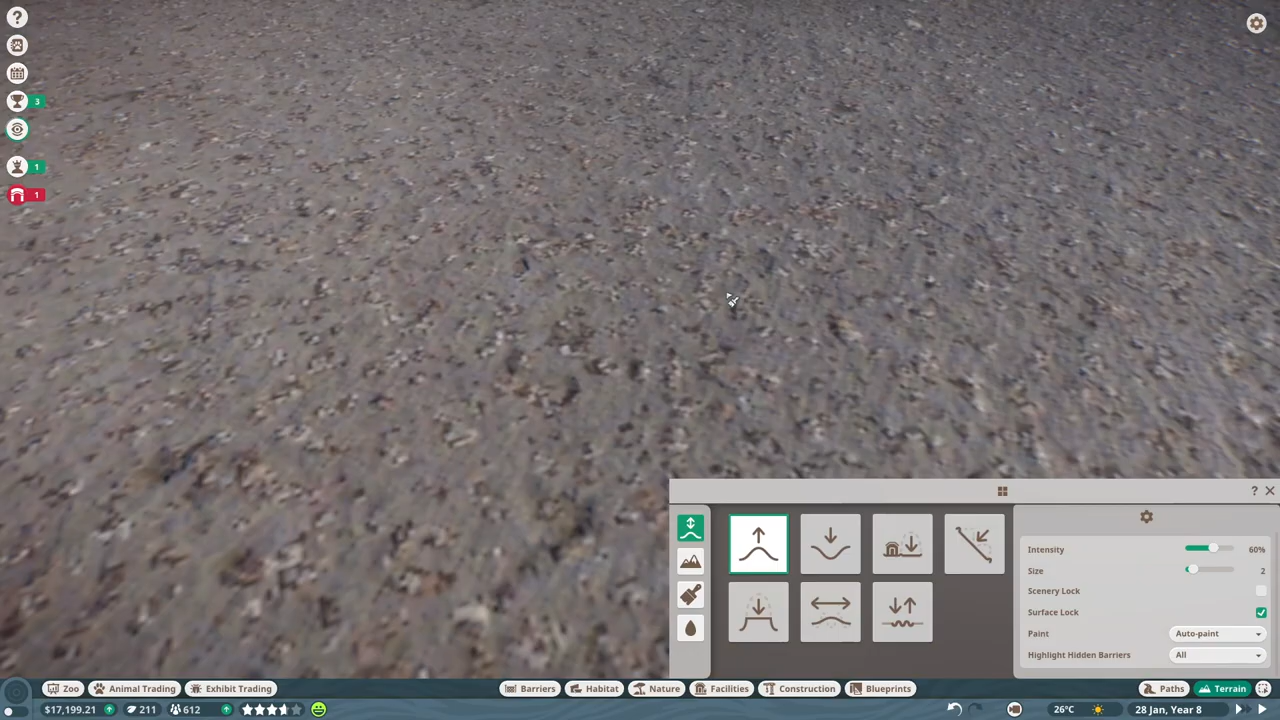 ?
3
1
1
?
Intensity 60%
Size 2
Scenery Lock
Surface Lock
Paint Auto-paint
Highlight Hidden Barriers All
Zoo Animal Trading Exhibit Trading Barriers Habitat Nature Facilities Construction Blueprints Paths Terrain
$17,199.21 211 612 26°C 28 Jan, Year 8